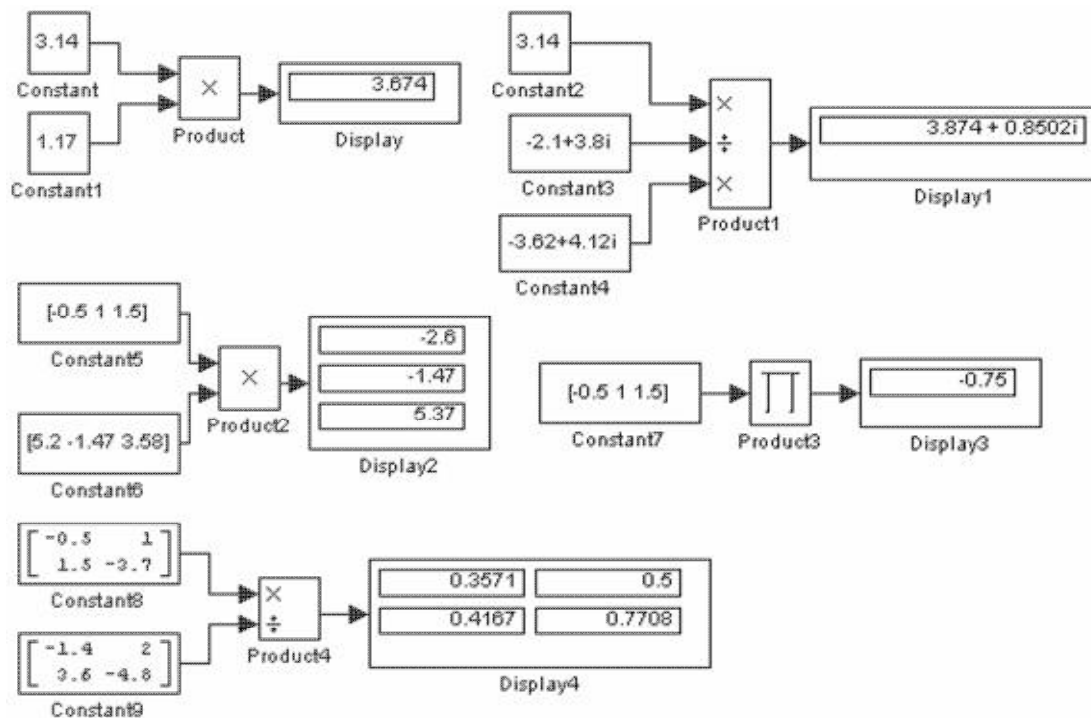 3.14
Constant
1.17
Constant1
×
Product
3.674
Display
3.14
Constant2
-2.1+3.8i
Constant3
-3.62+4.12i
Constant4
×
÷
×
Product1
3.874 + 0.8502i
Display1
[-0.5 1 1.5]
Constant5
[5.2 -1.47 3.58]
Constant6
×
Product2
-2.6
-1.47
5.37
Display2
[-0.5 1 1.5]
Constant7
∏
Product3
-0.75
Display3
-0.5 1
1.5 -3.7
Constant8
-1.4 2
3.6 -4.8
Constant9
×
÷
Product4
0.3571 0.5
0.4167 0.7708
Display4